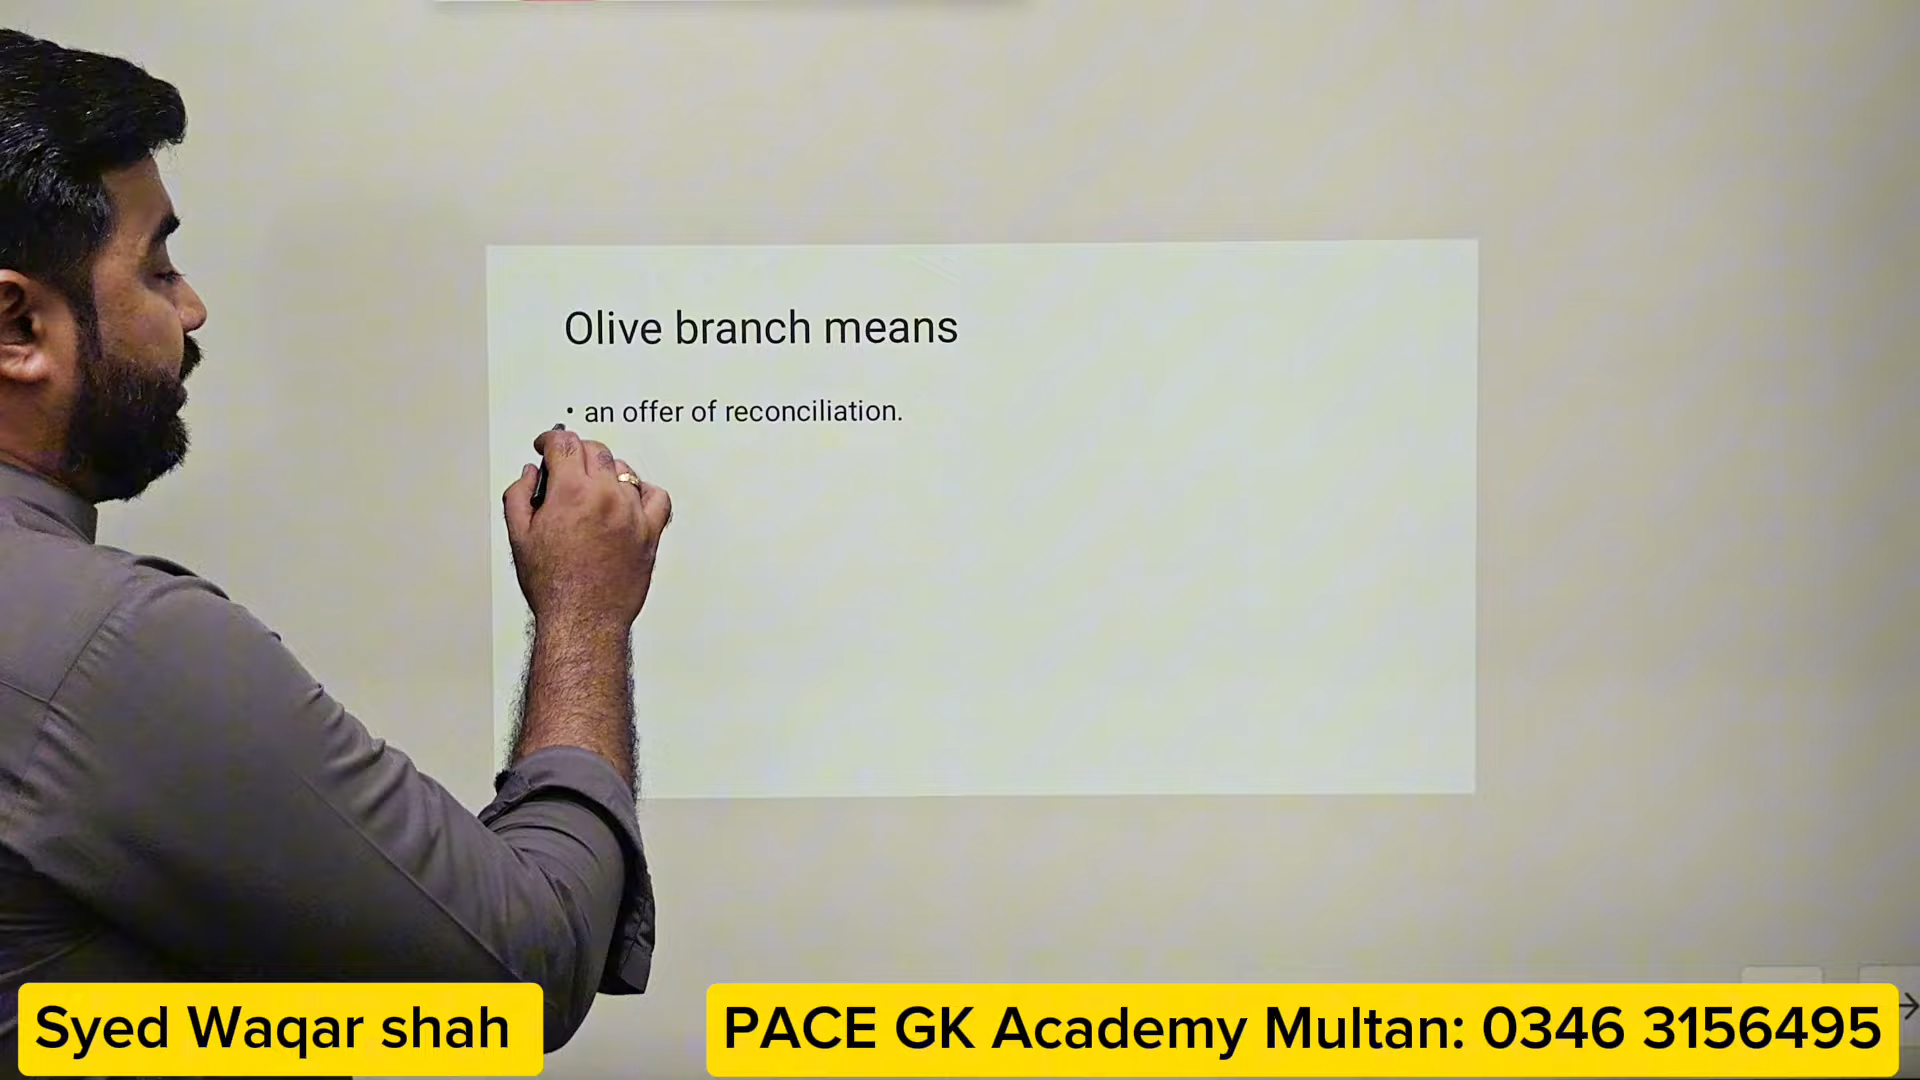 Olive branch means
• an offer of reconciliation.
Syed Waqar shah
PACE GK Academy Multan: 0346 3156495